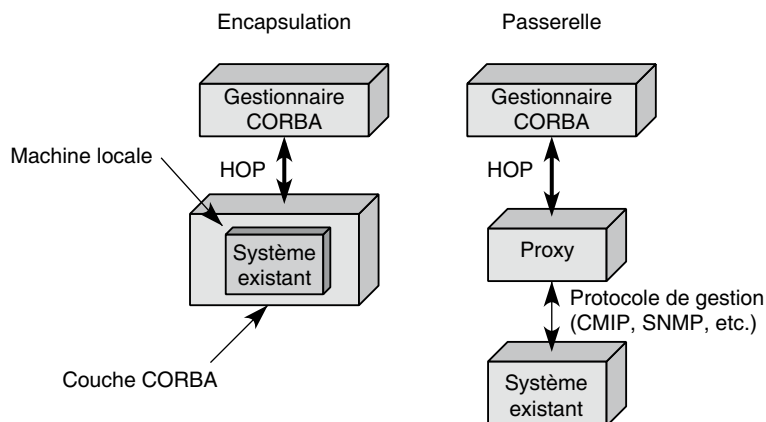 Encapsulation
Gestionnaire
CORBA
Machine locale
HOP
Système
existant
Couche CORBA
Passerelle
Gestionnaire
CORBA
HOP
Proxy
Protocole de gestion
(CMIP, SNMP, etc.)
Système
existant